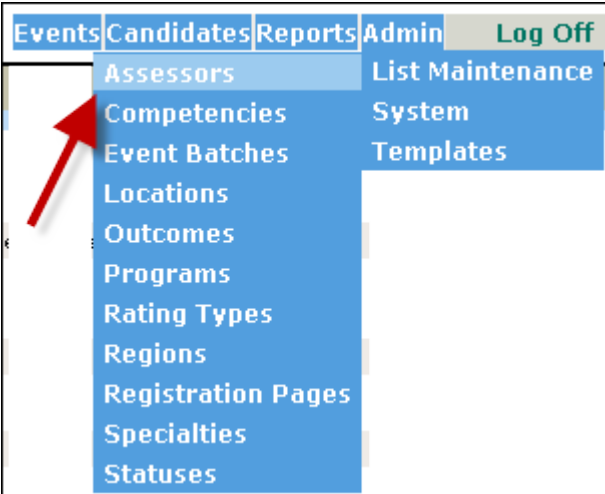 Events Candidates Reports Admin Log Off
Assessors List Maintenance
Competencies System
Event Batches Templates
Locations
Outcomes
Programs
Rating Types
Regions
Registration Pages
Specialties
Statuses